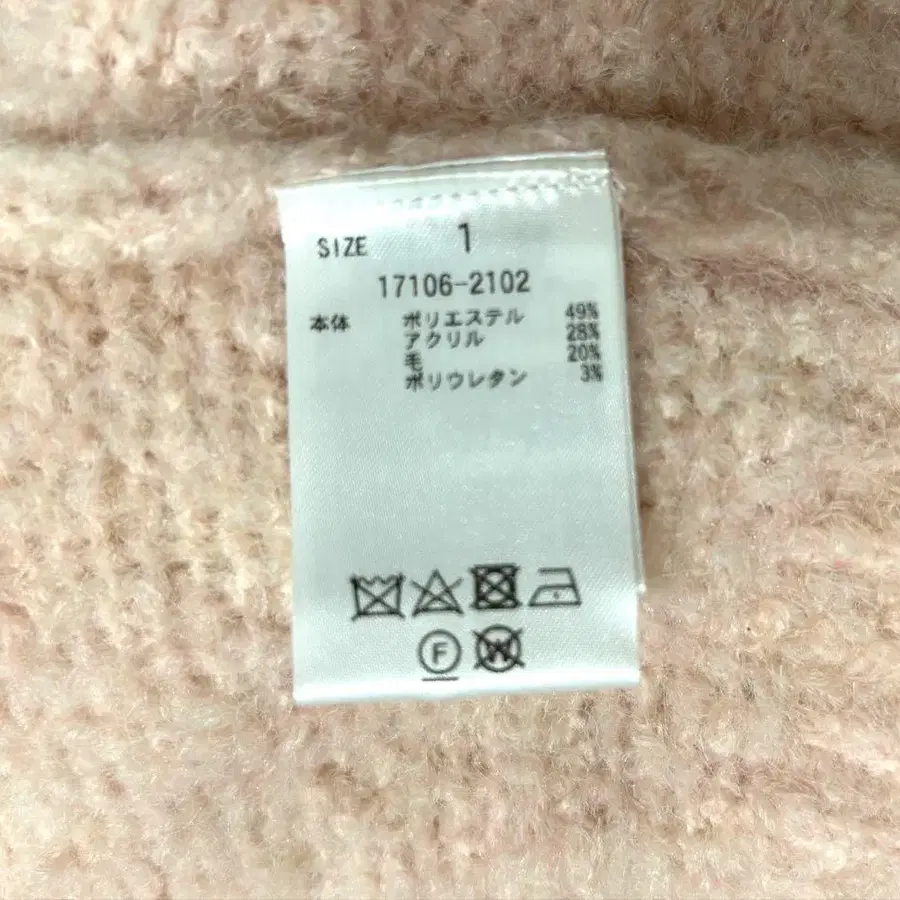 SIZE 1
17106-2102
本体 ポリエステル 49%
アクリル 28%
毛 20%
ポリウレタン 3%
F W